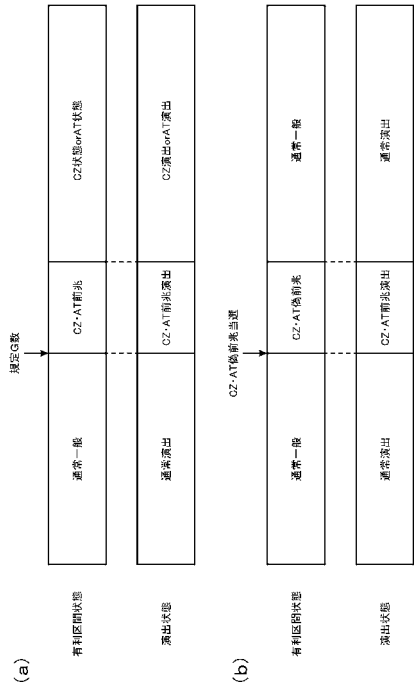 (a)
規定G数
有利区間状態
通常一般
CZ・AT前兆
CZ状態orAT状態
演出状態
通常演出
CZ・AT前兆演出
CZ演出orAT演出
(b)
CZ・AT偽前兆当選
有利区間状態
通常一般
CZ・AT偽前兆
通常一般
演出状態
通常演出
CZ・AT前兆演出
通常演出